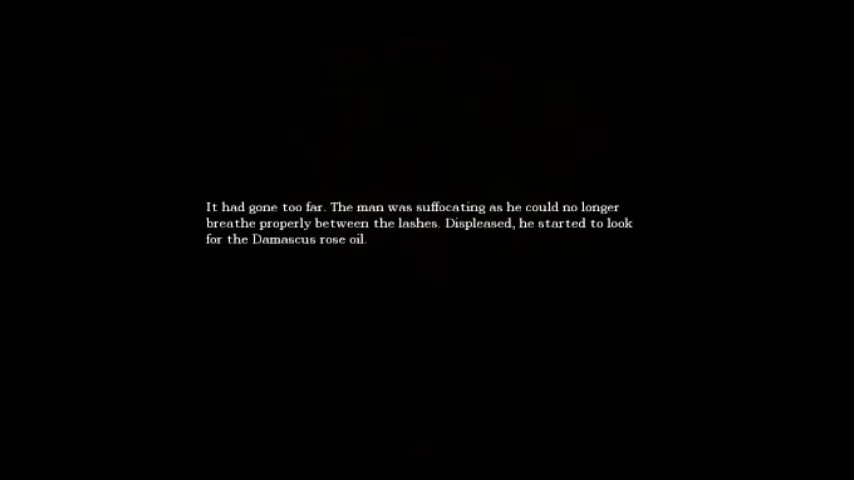 It had gone too far. The man was suffocating as he could no longer
breathe properly between the lashes. Displeased, he started to look
for the Damascus rose oil.